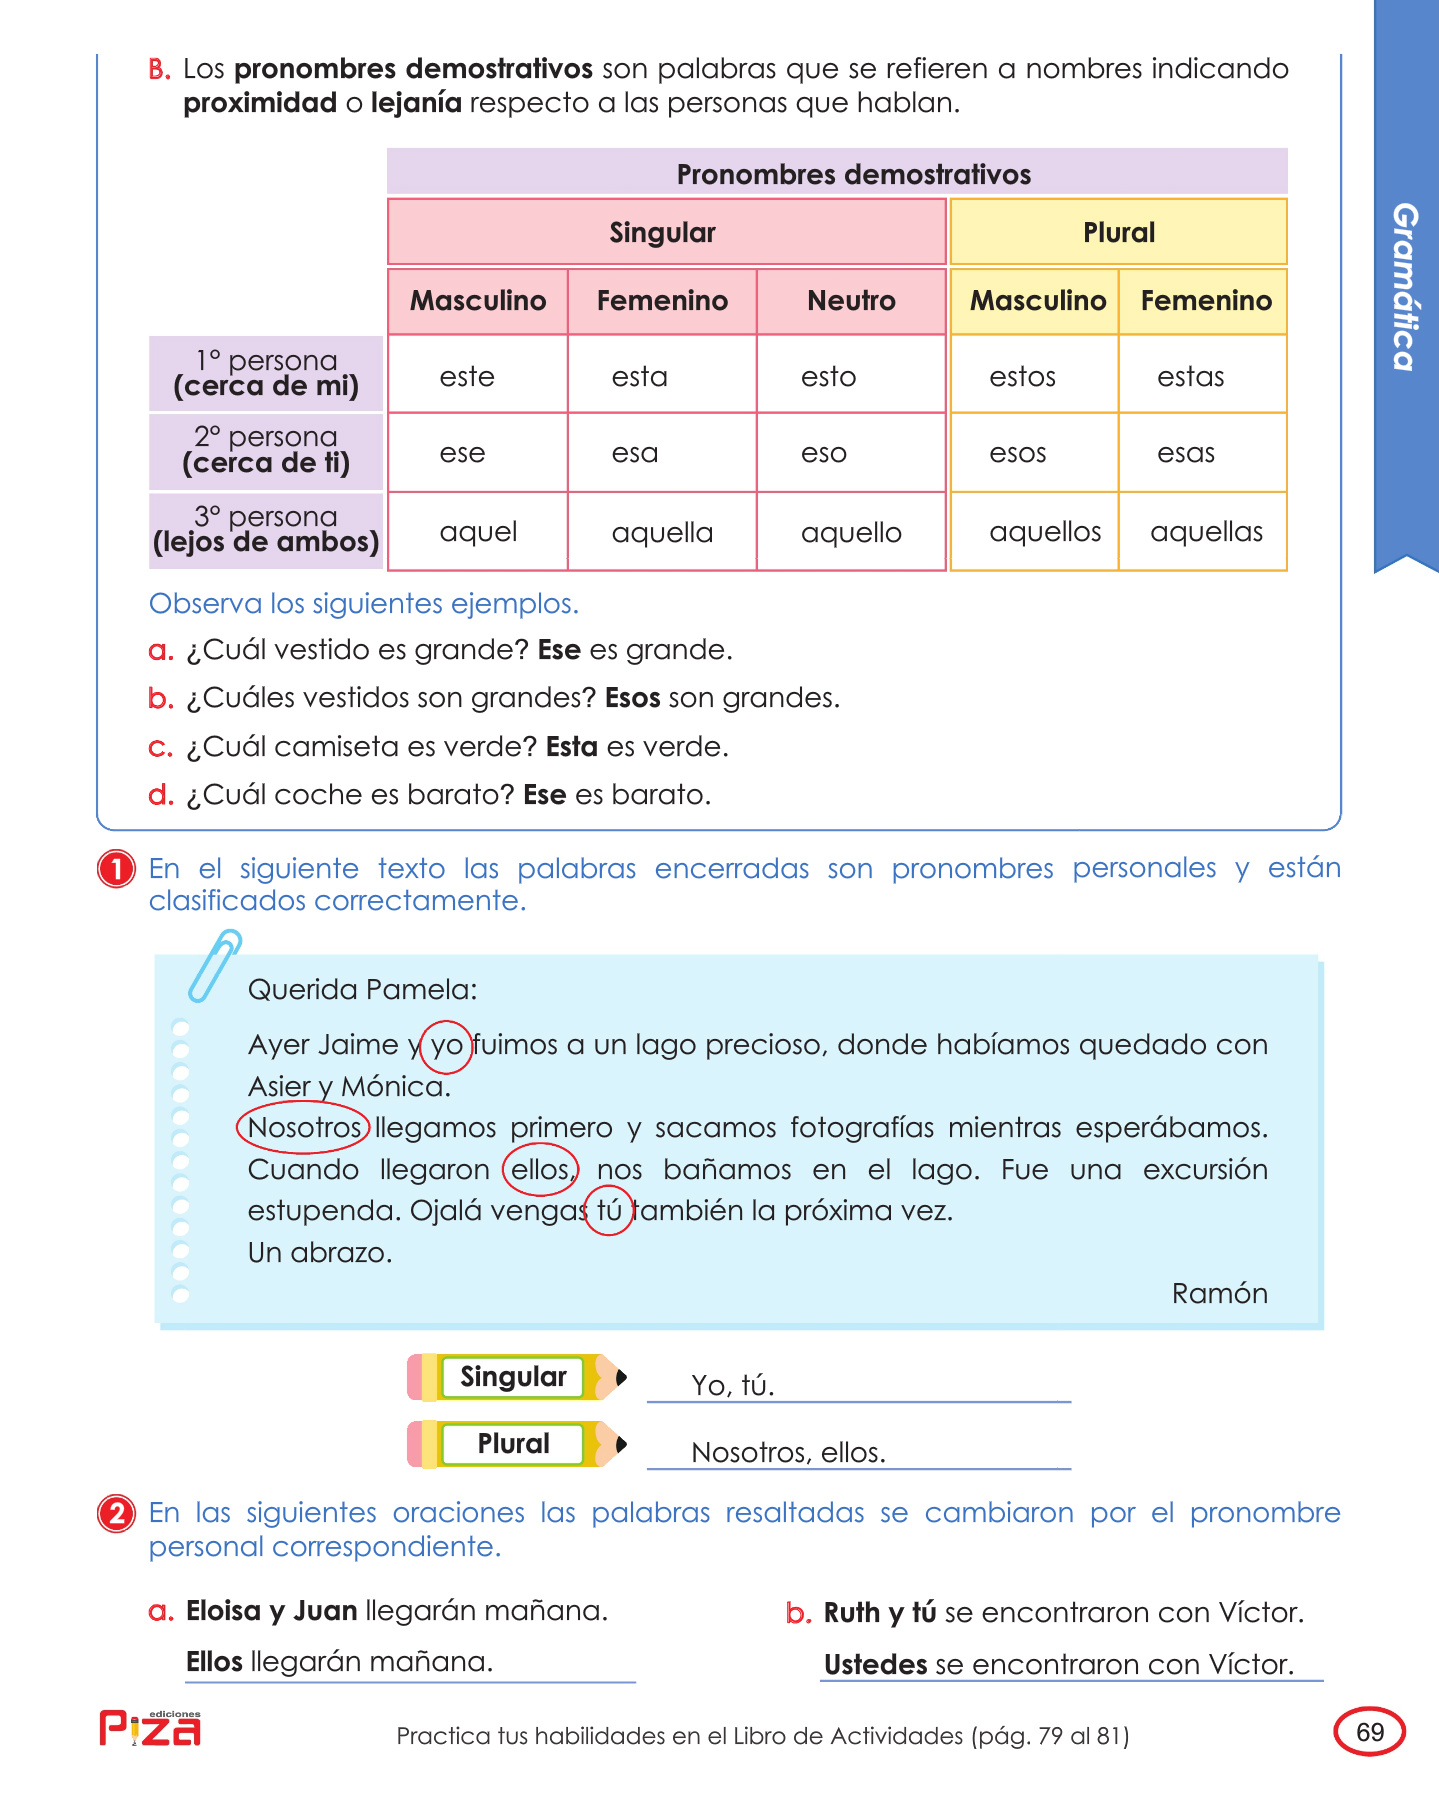 B. Los pronombres demostrativos son palabras que se refieren a nombres indicando
proximidad o lejanía respecto a las personas que hablan.
Pronombres demostrativos
Singular Plural
Masculino Femenino Neutro Masculino Femenino
1° persona
(cerca de mi)
este esta esto estos estas
2° persona
(cerca de ti)
ese esa eso esos esas
3° persona
(lejos de ambos)
aquel aquella aquello aquellos aquellas
Observa los siguientes ejemplos.
a. ¿Cuál vestido es grande? Ese es grande.
b. ¿Cuáles vestidos son grandes? Esos son grandes.
c. ¿Cuál camiseta es verde? Esta es verde.
d. ¿Cuál coche es barato? Ese es barato.
Gramática
1 En el siguiente texto las palabras encerradas son pronombres personales y están
clasificados correctamente.
Querida Pamela:
Ayer Jaime y yo fuimos a un lago precioso, donde habíamos quedado con
Asier y Mónica.
Nosotros llegamos primero y sacamos fotografías mientras esperábamos.
Cuando llegaron ellos, nos bañamos en el lago. Fue una excursión
estupenda. Ojalá vengas tú también la próxima vez.
Un abrazo.
Ramón
Singular Yo, tú.
Plural Nosotros, ellos.
2 En las siguientes oraciones las palabras resaltadas se cambiaron por el pronombre
personal correspondiente.
a. Eloisa y Juan llegarán mañana.
Ellos llegarán mañana.
b. Ruth y tú se encontraron con Víctor.
Ustedes se encontraron con Víctor.
ediciones
PiZA
Practica tus habilidades en el Libro de Actividades (pág. 79 al 81)
69